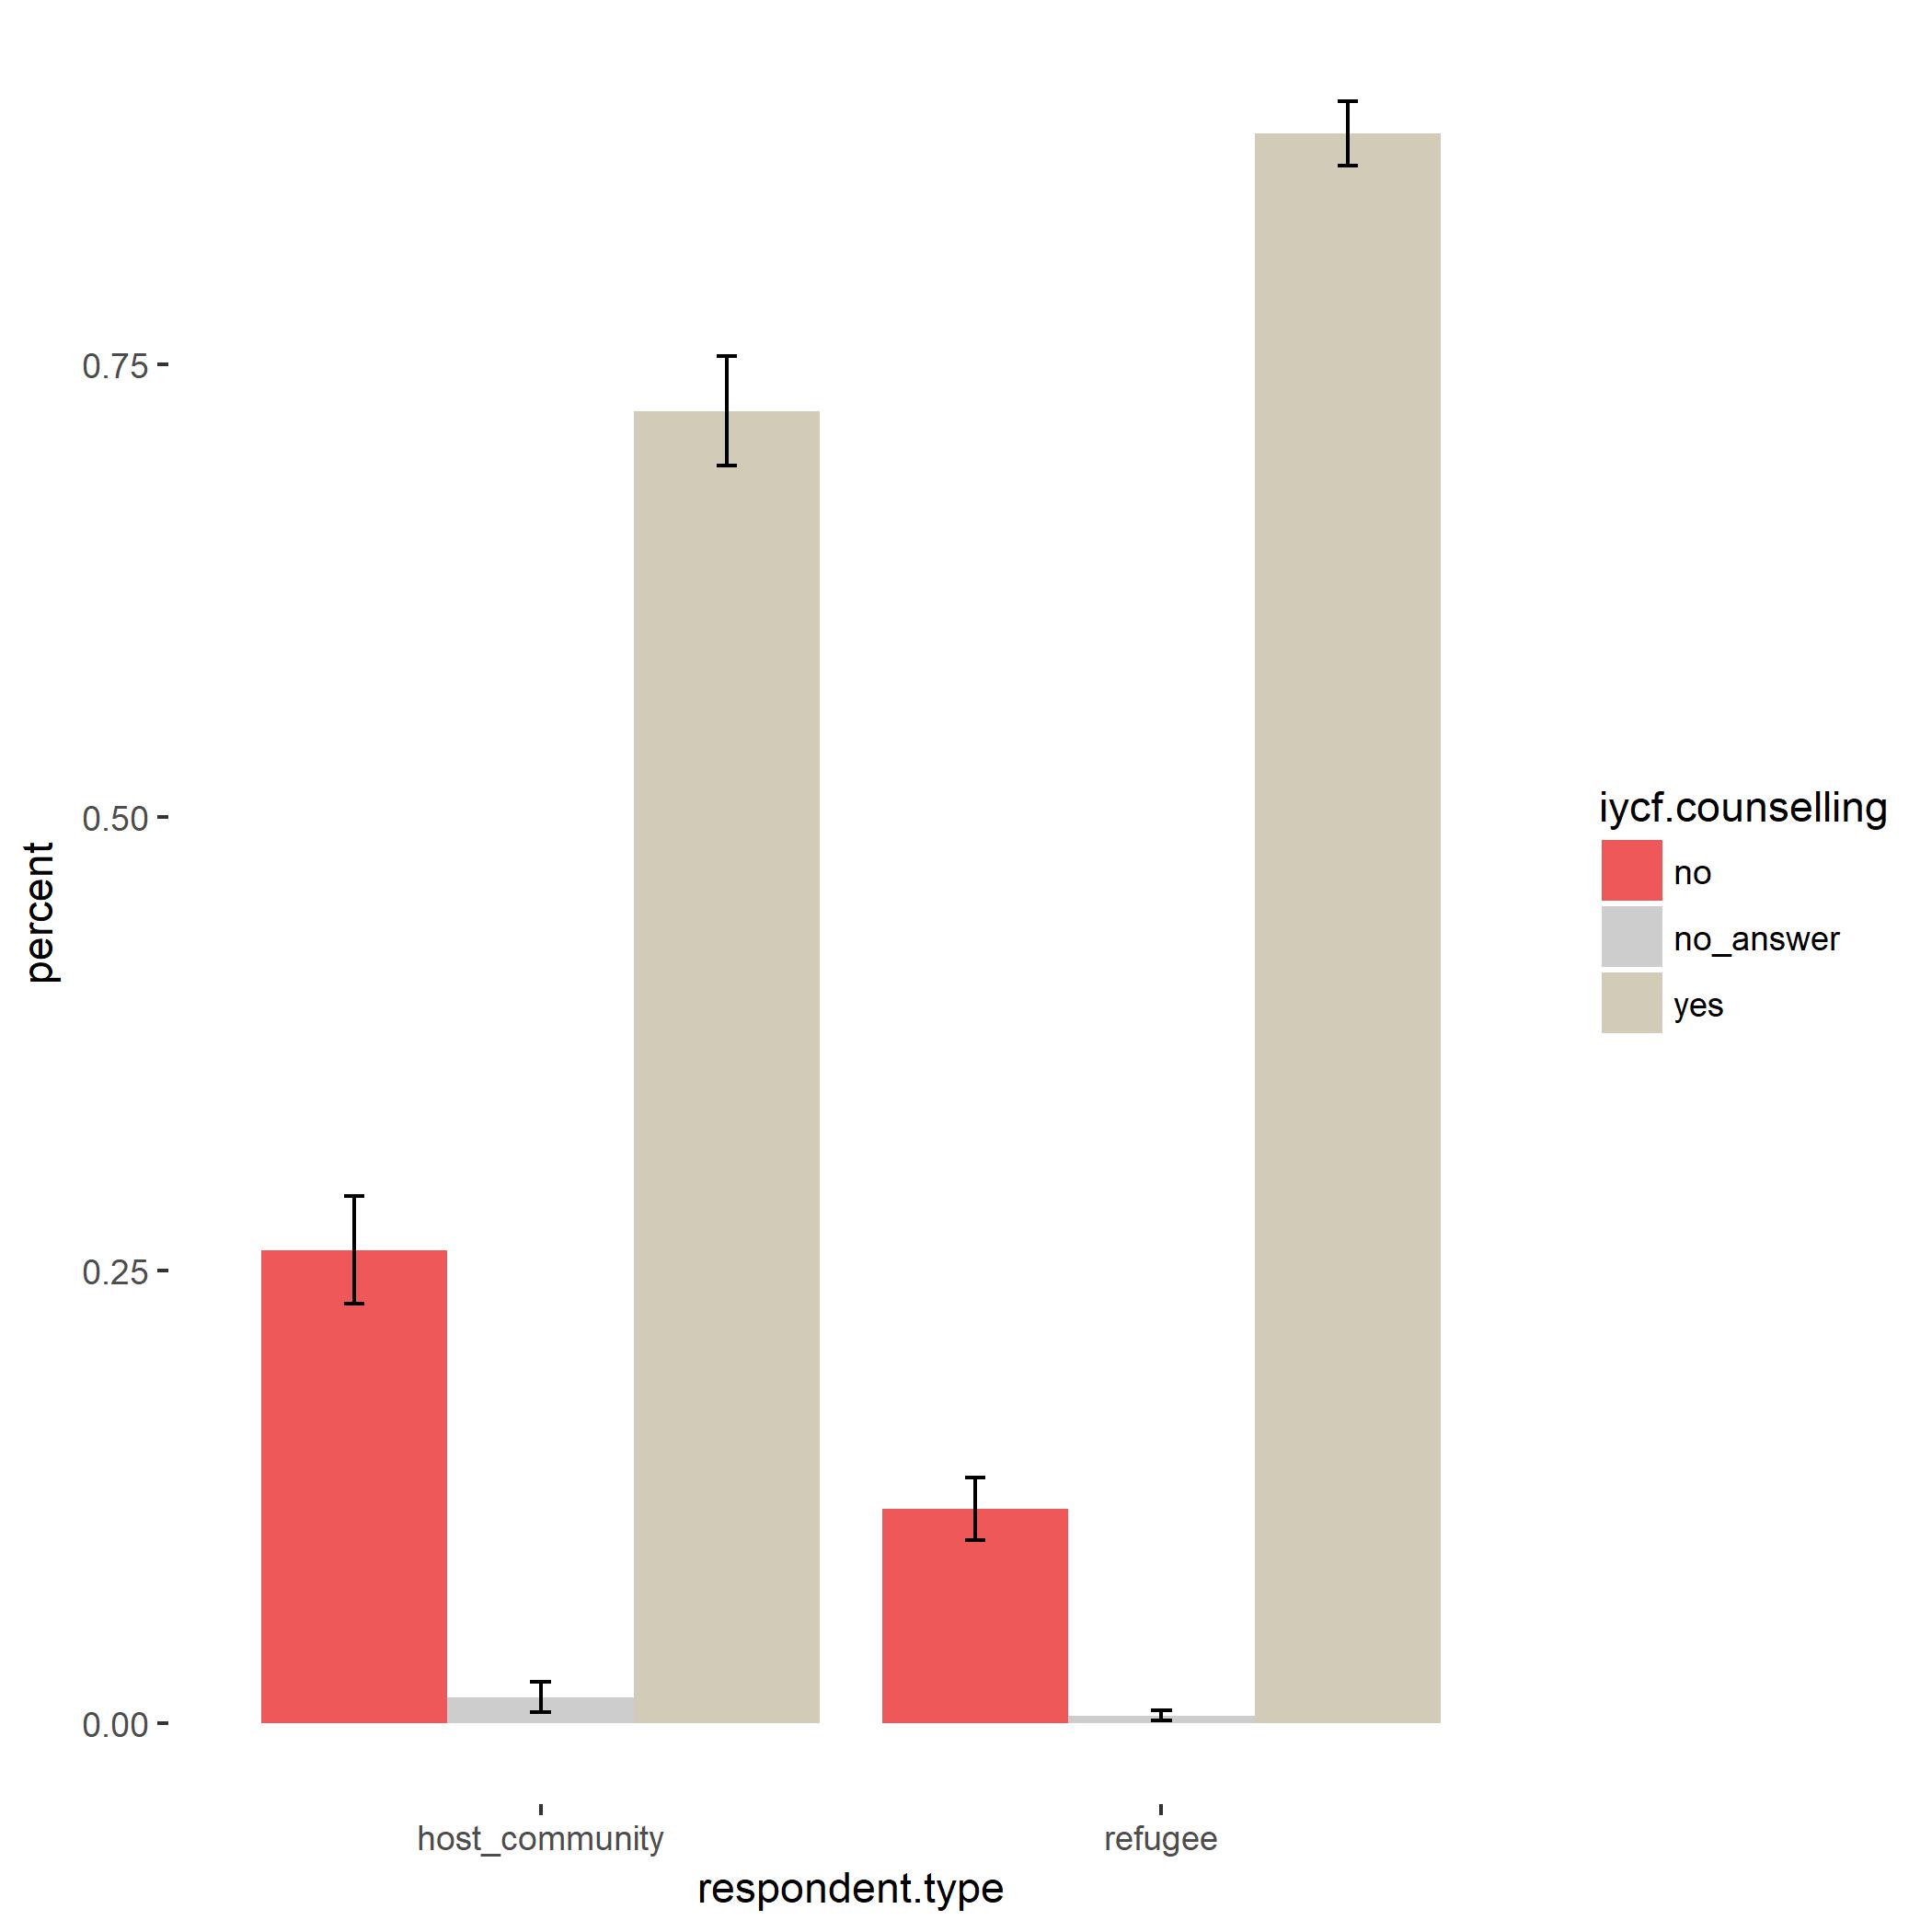 percent
0.75
0.50
0.25
0.00
host_community
refugee
respondent.type
iycf.counselling
no
no_answer
yes